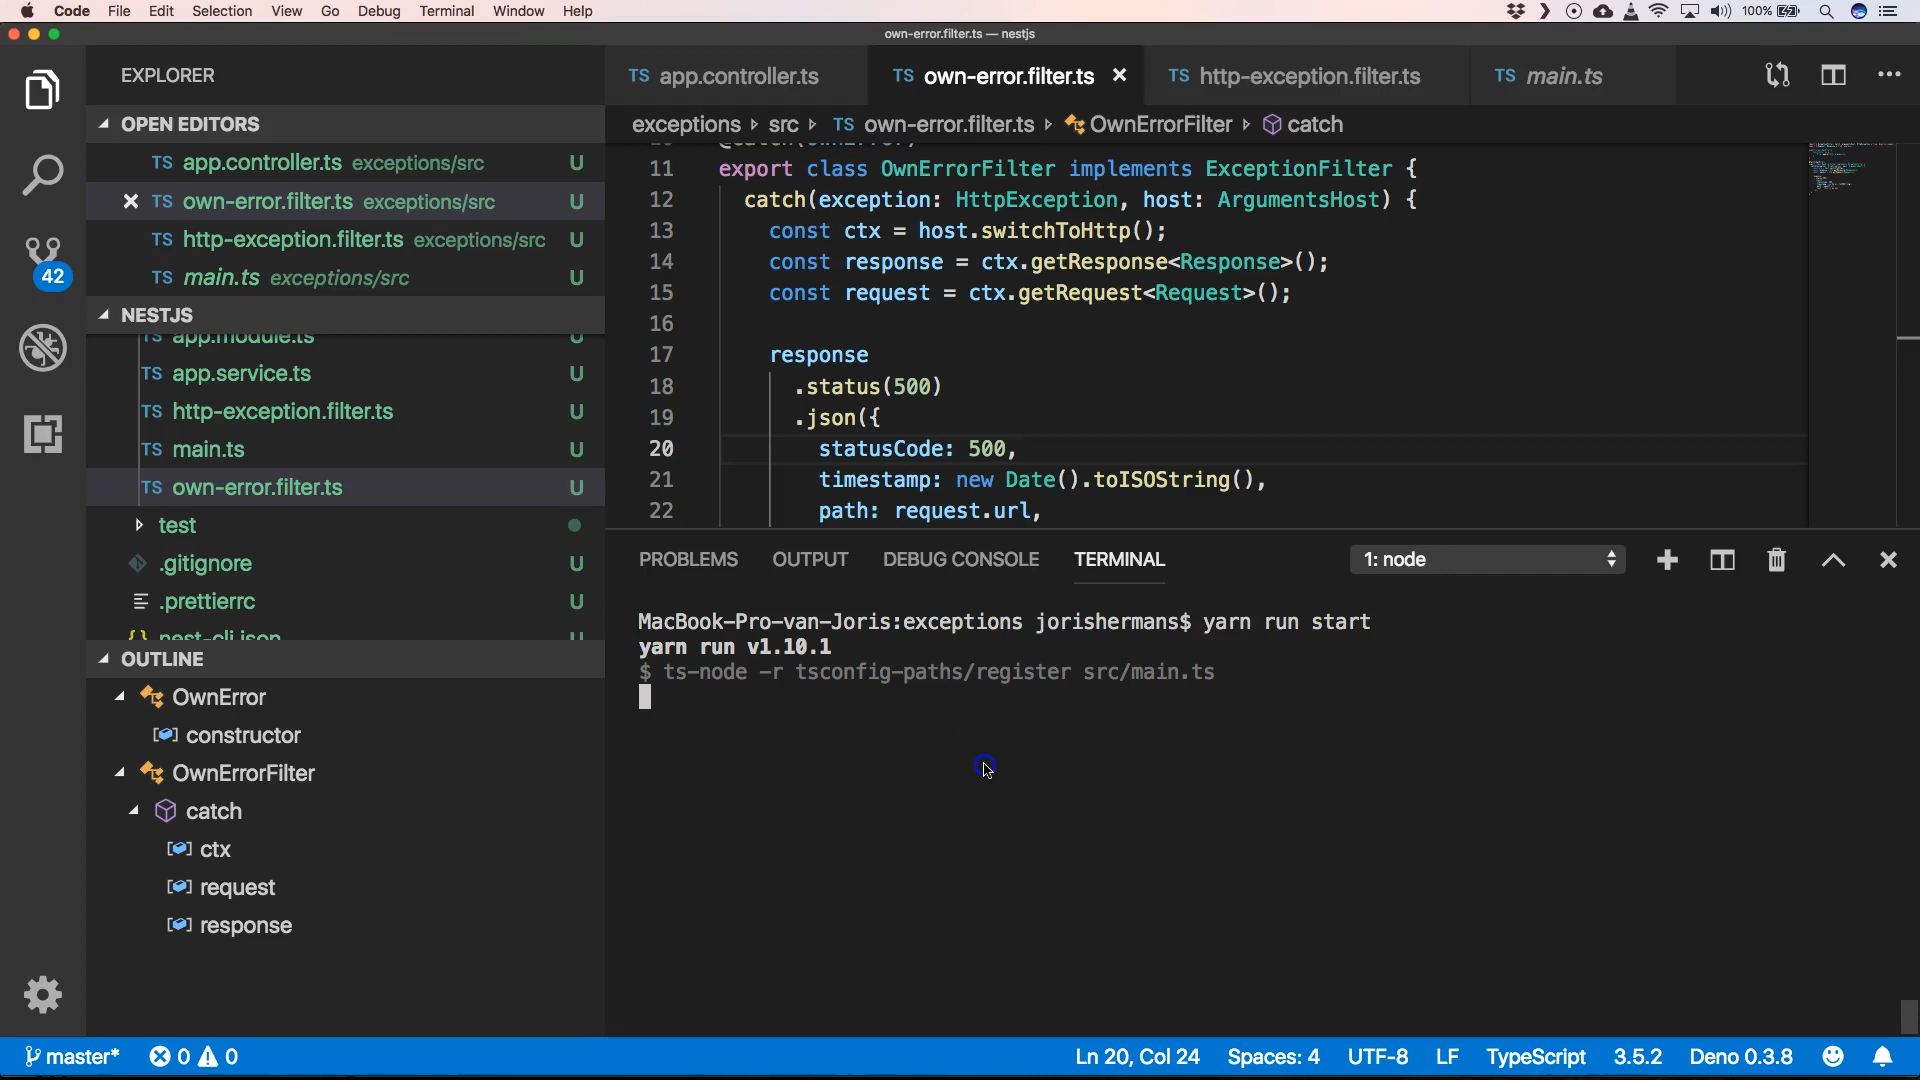 Code File Edit Selection View Go Debug Terminal Window Help 100%
own-error.filter.ts — nestjs
EXPLORER
OPEN EDITORS
TS app.controller.ts exceptions/src U
TS own-error.filter.ts exceptions/src U
TS http-exception.filter.ts exceptions/src U
TS main.ts exceptions/src U
42
NESTJS
TS app.module.ts U
TS app.service.ts U
TS http-exception.filter.ts U
TS main.ts U
TS own-error.filter.ts U
test
.gitignore U
.prettierrc U
{} nest-cli.json U
OUTLINE
OwnError
constructor
OwnErrorFilter
catch
ctx
request
response
TS app.controller.ts TS own-error.filter.ts TS http-exception.filter.ts TS main.ts
exceptions src TS own-error.filter.ts OwnErrorFilter catch
10 @Catch(OwnError)
11 export class OwnErrorFilter implements ExceptionFilter {
12 catch(exception: HttpException, host: ArgumentsHost) {
13 const ctx = host.switchToHttp();
14 const response = ctx.getResponse<Response>();
15 const request = ctx.getRequest<Request>();
16
17 response
18 .status(500)
19 .json({
20 statusCode: 500,
21 timestamp: new Date().toISOString(),
22 path: request.url,
PROBLEMS OUTPUT DEBUG CONSOLE TERMINAL 1: node
MacBook-Pro-van-Joris:exceptions jorishermans$ yarn run start
yarn run v1.10.1
$ ts-node -r tsconfig-paths/register src/main.ts
master* 0 0 Ln 20, Col 24 Spaces: 4 UTF-8 LF TypeScript 3.5.2 Deno 0.3.8